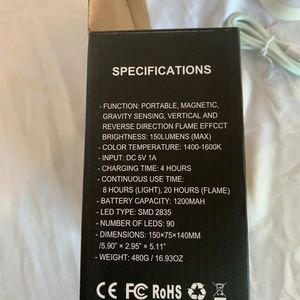 SPECIFICATIONS
- FUNCTION: PORTABLE, MAGNETIC,
GRAVITY SENSING, VERTICAL AND
REVERSE DIRECTION FLAME EFFCCT
BRIGHTNESS: 150LUMENS (MAX)
- COLOR TEMPERATURE: 1400-1600K
- INPUT: DC 5V 1A
- CHARGING TIME: 4 HOURS
- CONTINUOUS USE TIME:
8 HOURS (LIGHT), 20 HOURS (FLAME)
- BATTERY CAPACITY: 1200MAH
- LED TYPE: SMD 2835
- NUMBER OF LEDS: 90
- DIMENSIONS: 150×75×140MM
/5.90" × 2.95" × 5.11"
- WEIGHT: 480G / 16.93OZ
CE FC RoHS